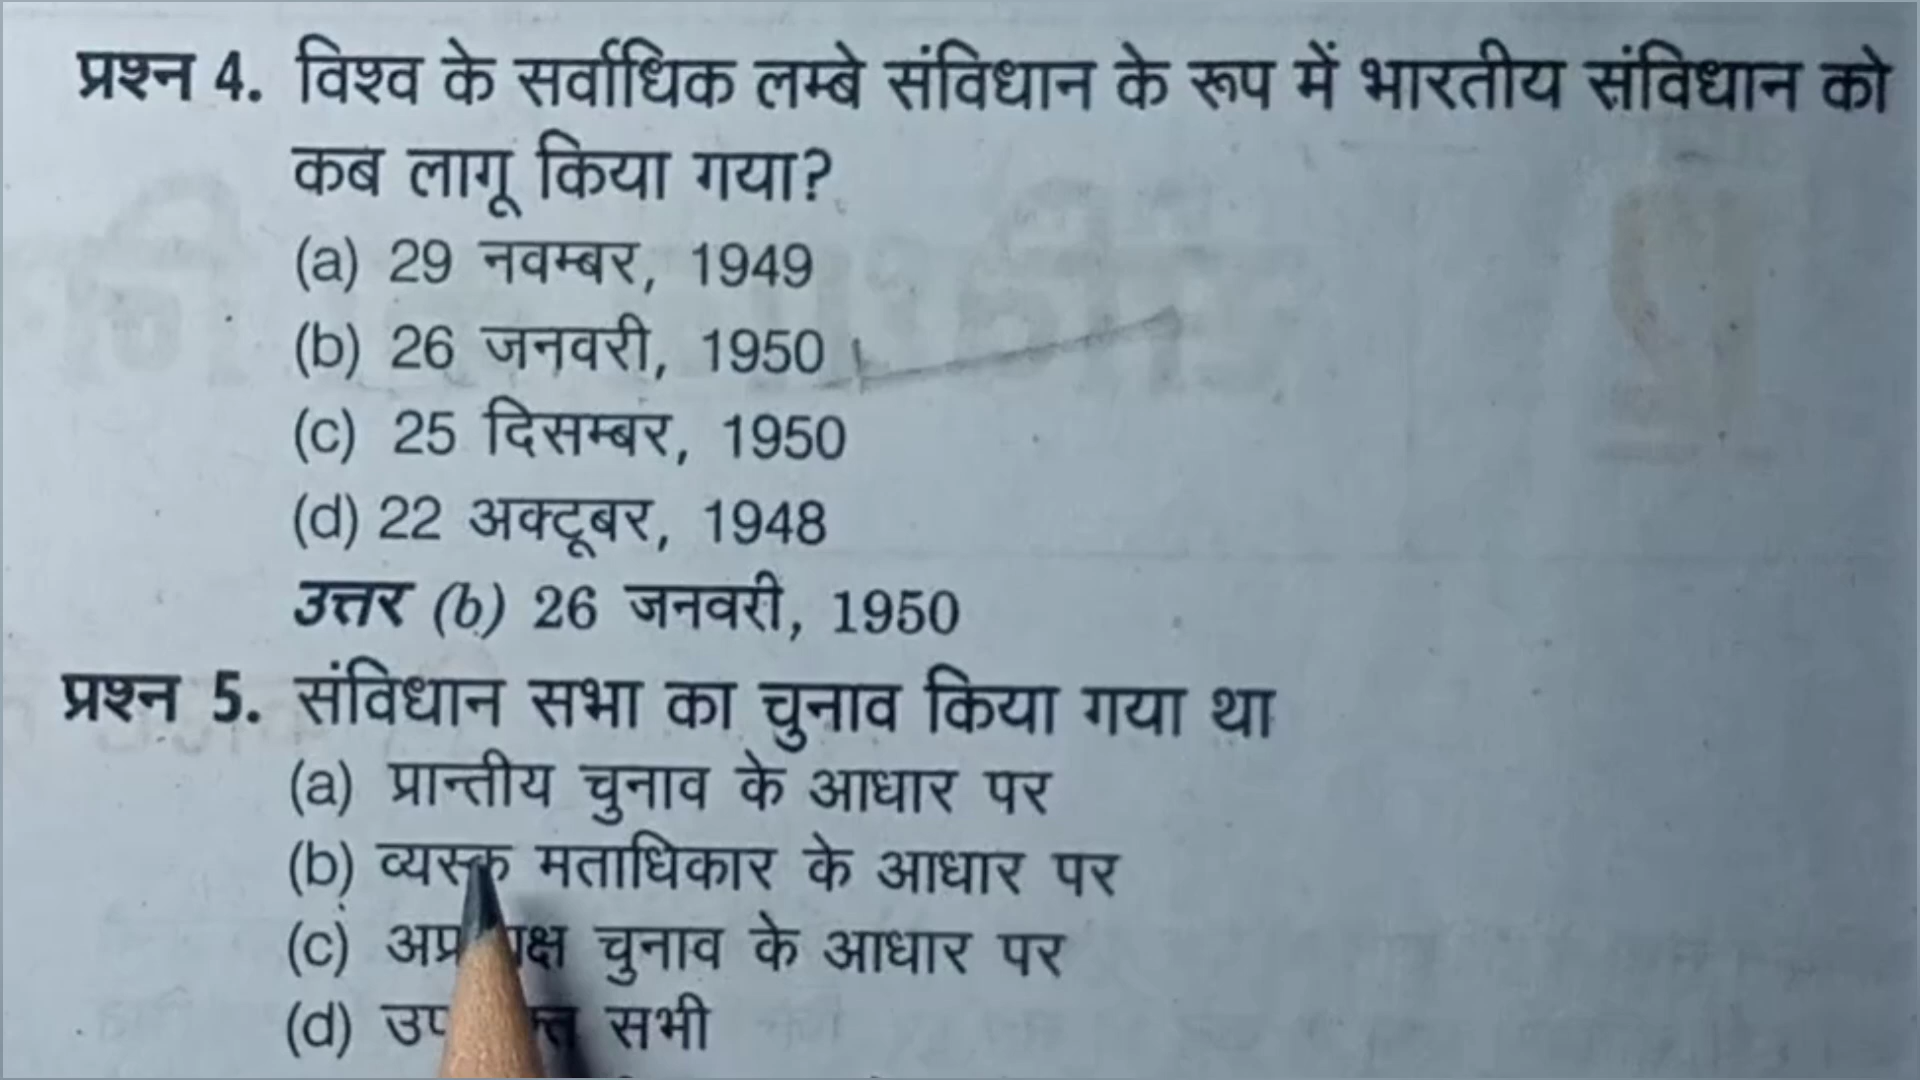 प्रश्न 4. विश्व के सर्वाधिक लम्बे संविधान के रूप में भारतीय संविधान को
कब लागू किया गया?
(a) 29 नवम्बर, 1949
(b) 26 जनवरी, 1950
(c) 25 दिसम्बर, 1950
(d) 22 अक्टूबर, 1948
उत्तर (b) 26 जनवरी, 1950
प्रश्न 5. संविधान सभा का चुनाव किया गया था
(a) प्रान्तीय चुनाव के आधार पर
(b) व्यस्क मताधिकार के आधार पर
(c) चुनाव के आधार पर
(d) सभी